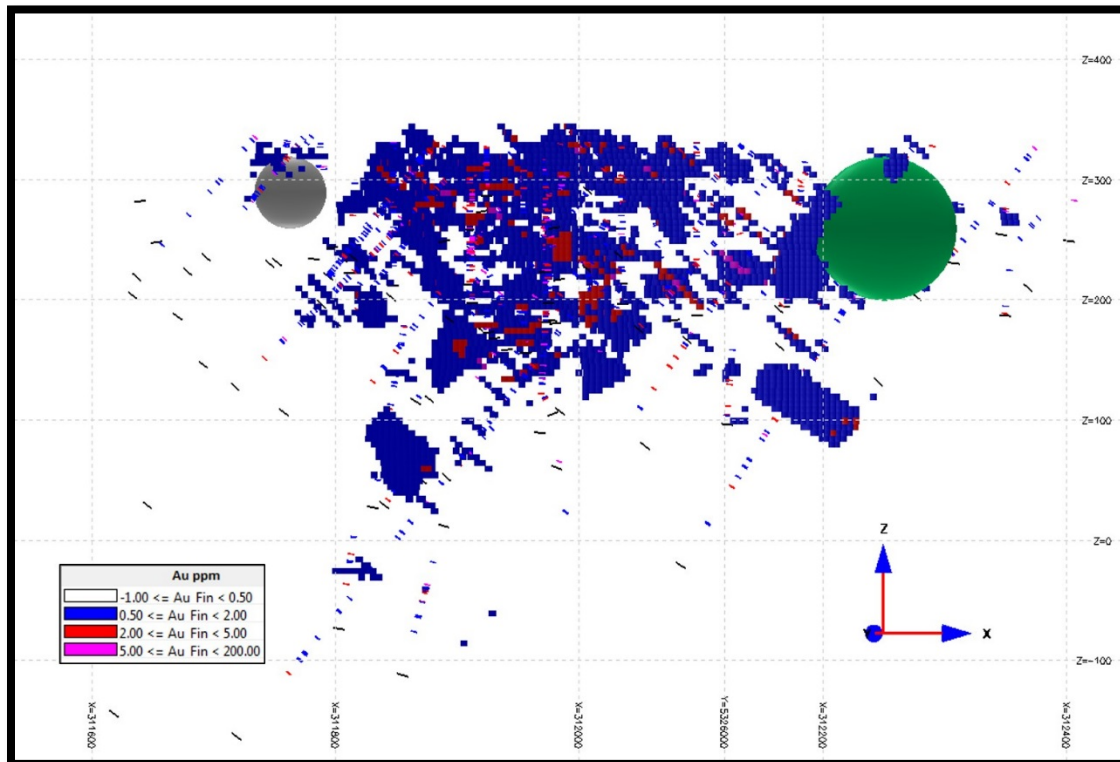 Z=400
Z=300
Z=200
Z=100
Z=0
Z=-100
Au ppm
-1.00 <= Au Fin < 0.50
0.50 <= Au Fin < 2.00
2.00 <= Au Fin < 5.00
5.00 <= Au Fin < 200.00
Z
Y
X
X=311600
X=311800
X=312000
Y=5326000
X=312200
X=312400